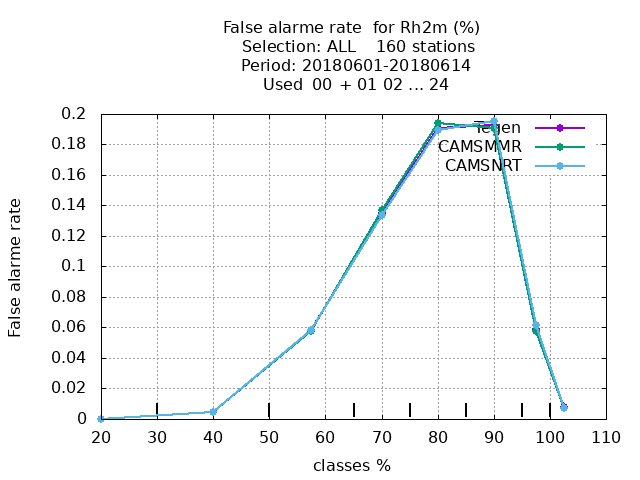 False alarme rate  for Rh2m (%)
Selection: ALL    160 stations
Period: 20180601-20180614
Used  00 + 01 02 ... 24
0.2
0.18
0.16
0.14
0.12
0.1
0.08
0.06
0.04
0.02
0
False alarme rate
Tegen
CAMSMMR
CAMSNRT
20 30 40 50 60 70 80 90 100 110
classes %